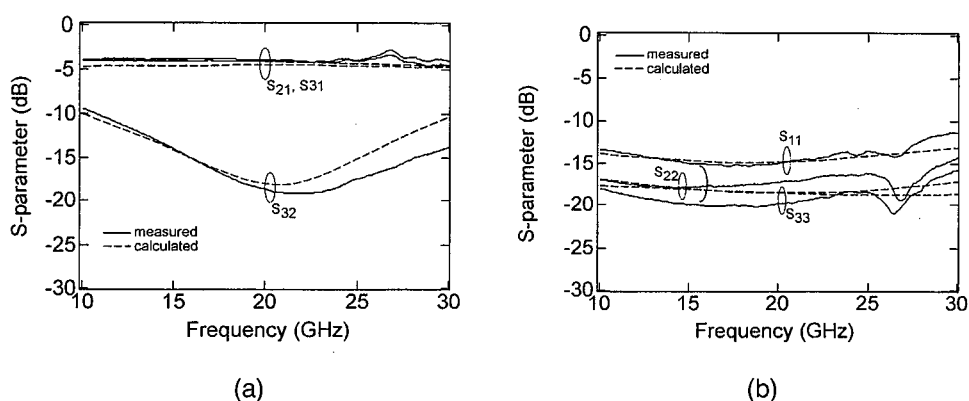 0
-5
-10
-15
-20
-25
-30
S-parameter (dB)
S21, S31
S32
measured
calculated
10 15 20 25 30
Frequency (GHz)
(a)
0
-5
-10
-15
-20
-25
-30
S-parameter (dB)
measured
calculated
S11
S22
S33
10 15 20 25 30
Frequency (GHz)
(b)